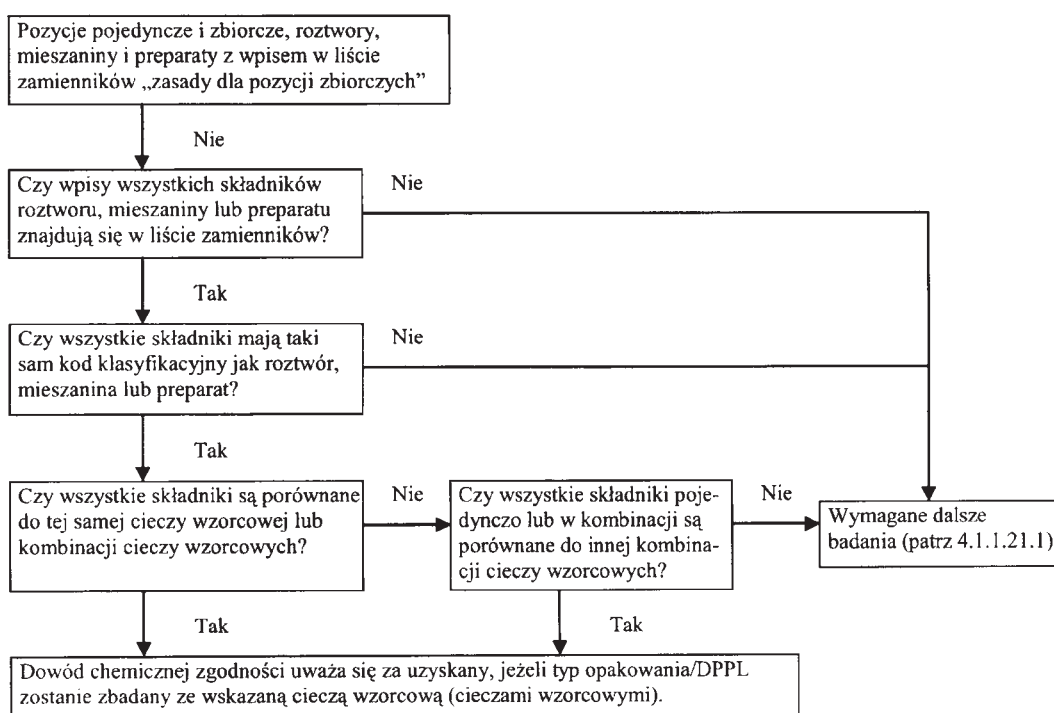 Pozycje pojedyncze i zbiorcze, roztwory,
mieszaniny i preparaty z wpisem w liście
zamienników „zasady dla pozycji zbiorczych”
Nie
Czy wpisy wszystkich składników
roztworu, mieszaniny lub preparatu
znajdują się w liście zamienników?
Nie
Tak
Czy wszystkie składniki mają taki
sam kod klasyfikacyjny jak roztwór,
mieszanina lub preparat?
Nie
Tak
Czy wszystkie składniki są porównane
do tej samej cieczy wzorcowej lub
kombinacji cieczy wzorcowych?
Nie
Czy wszystkie składniki poje-
dynczo lub w kombinacji są
porównane do innej kombina-
cji cieczy wzorcowych?
Nie
Wymagane dalsze
badania (patrz 4.1.1.21.1)
Tak
Tak
Dowód chemicznej zgodności uważa się za uzyskany, jeżeli typ opakowania/DPPL
zostanie zbadany ze wskazaną cieczą wzorcową (cieczami wzorcowymi).